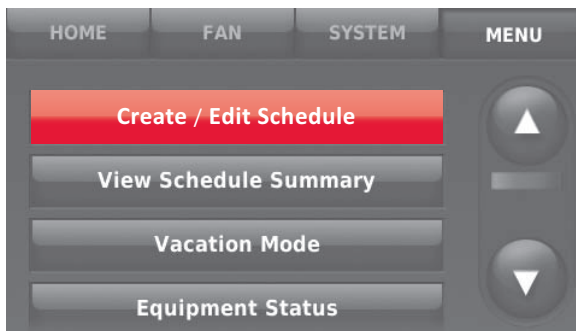 HOME FAN SYSTEM MENU
Create / Edit Schedule
View Schedule Summary
Vacation Mode
Equipment Status